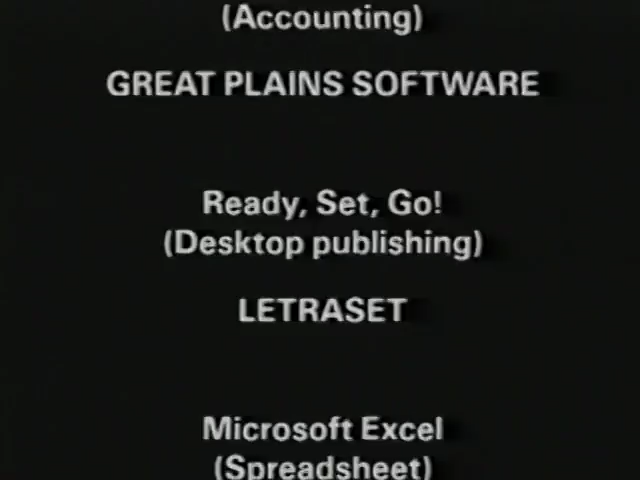 (Accounting)
GREAT PLAINS SOFTWARE
Ready, Set, Go!
(Desktop publishing)
LETRASET
Microsoft Excel
(Spreadsheet)